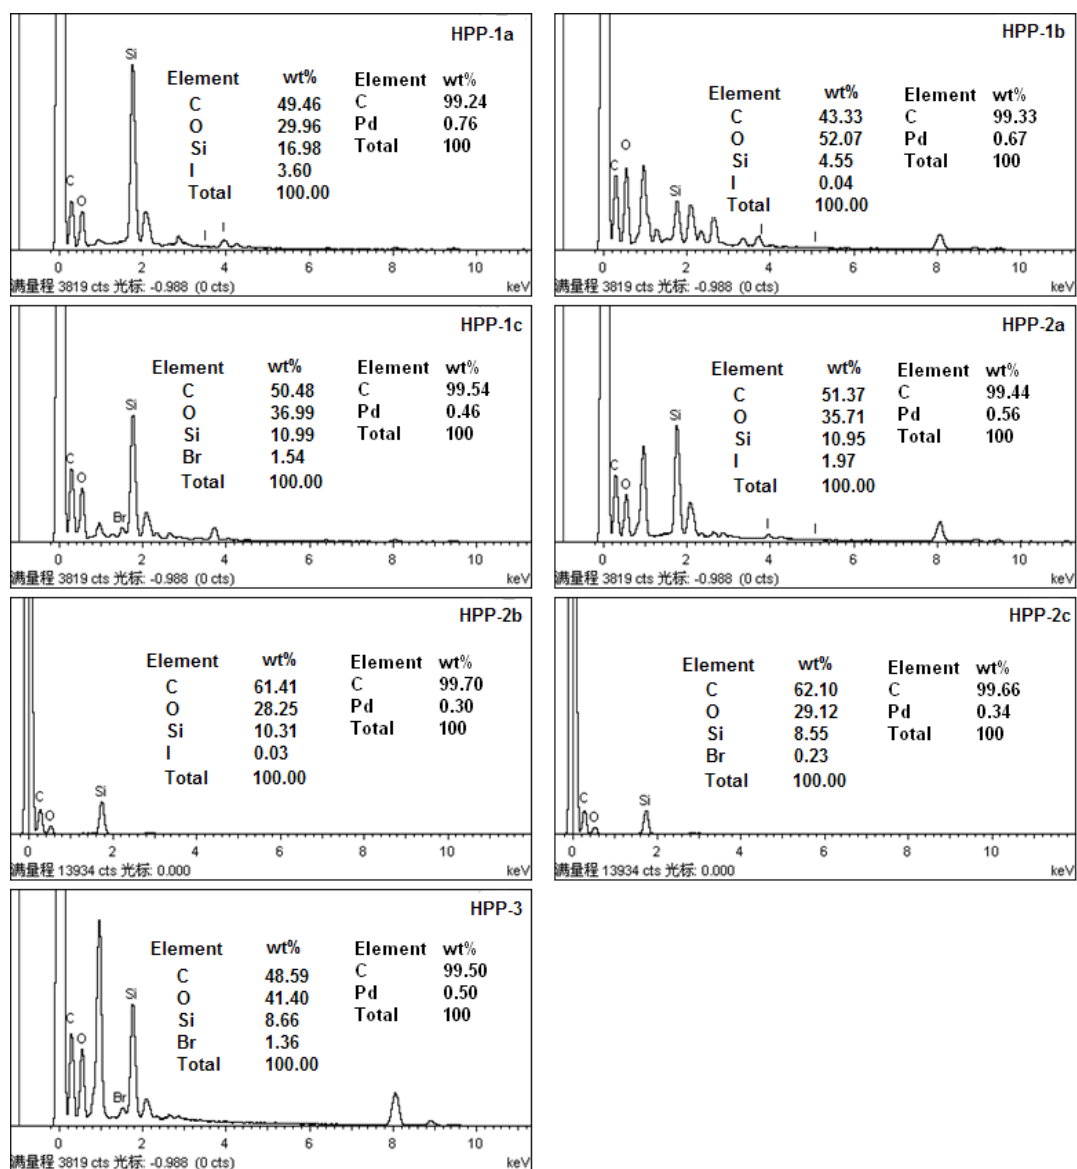 HPP-1a
Si
Element wt% Element wt%
C 49.46 C 99.24
O 29.96 Pd 0.76
Si 16.98 Total 100
I 3.60
Total 100.00
C
O
I I
0 2 4 6 8 10
满量程 3819 cts 光标: -0.988 (0 cts) keV
HPP-1b
Element wt% Element wt%
C 43.33 C 99.33
O 52.07 Pd 0.67
Si 4.55 Total 100
I 0.04
Total 100.00
O
C
Si
I I
0 2 4 6 8 10
满量程 3819 cts 光标: -0.988 (0 cts) keV
HPP-1c
Element wt% Element wt%
C 50.48 C 99.54
O 36.99 Pd 0.46
Si 10.99 Total 100
Br 1.54
Total 100.00
Si
C
O
Br
0 2 4 6 8 10
满量程 3819 cts 光标: -0.988 (0 cts) keV
HPP-2a
Element wt% Element wt%
C 51.37 C 99.44
O 35.71 Pd 0.56
Si 10.95 Total 100
I 1.97
Total 100.00
Si
C
O
I I
0 2 4 6 8 10
满量程 3819 cts 光标: -0.988 (0 cts) keV
HPP-2b
Element wt% Element wt%
C 61.41 C 99.70
O 28.25 Pd 0.30
Si 10.31 Total 100
I 0.03
Total 100.00
Si
C
O
0 2 4 6 8 10
满量程 13934 cts 光标: 0.000 keV
HPP-2c
Element wt% Element wt%
C 62.10 C 99.66
O 29.12 Pd 0.34
Si 8.55 Total 100
Br 0.23
Total 100.00
Si
C
O
0 2 4 6 8 10
满量程 13934 cts 光标: 0.000 keV
HPP-3
Element wt% Element wt%
C 48.59 C 99.50
O 41.40 Pd 0.50
Si 8.66 Total 100
Br 1.36
Total 100.00
Si
C
O
Br
0 2 4 6 8 10
满量程 3819 cts 光标: -0.988 (0 cts) keV